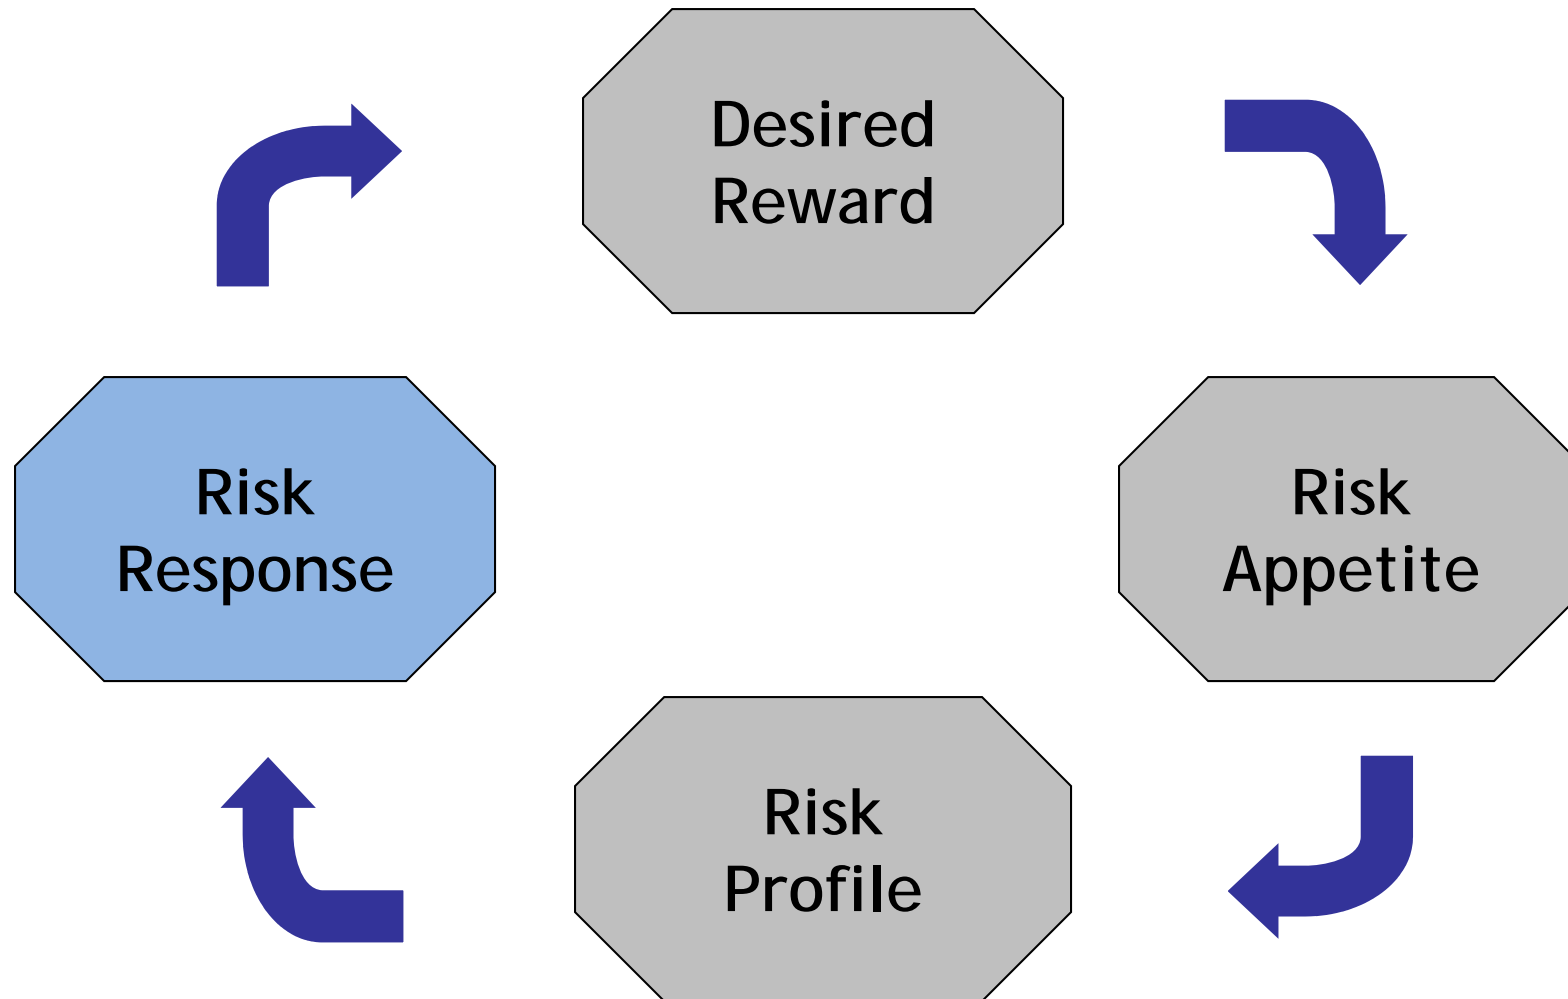 Desired
Reward
Risk
Response
Risk
Appetite
Risk
Profile